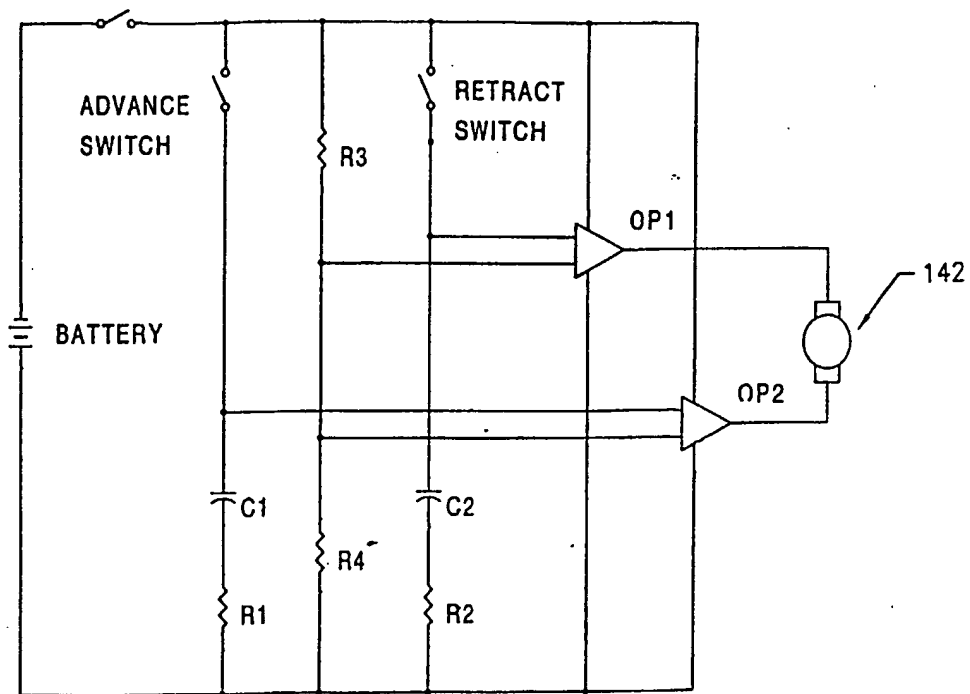 ADVANCE
SWITCH
RETRACT
SWITCH
R3
OP1
142
BATTERY
OP2
C1
C2
R4
R1
R2